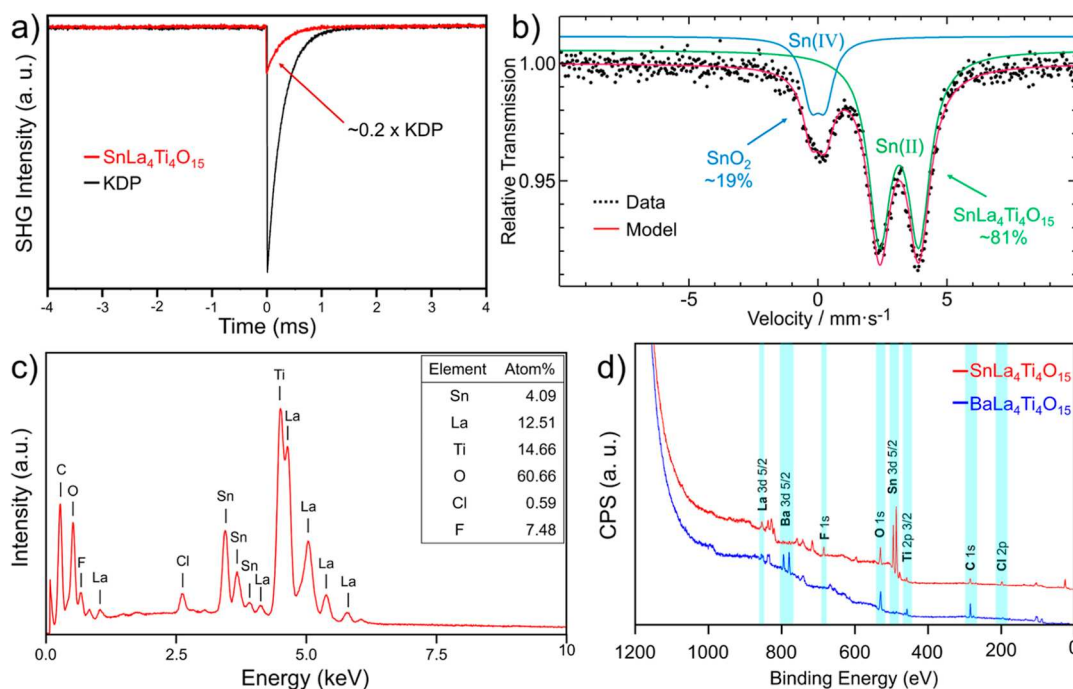 a)
SHG Intensity (a. u.)
~0.2 x KDP
SnLa₄Ti₄O₁₅
KDP
-4 -3 -2 -1 0 1 2 3 4
Time (ms)
b)
Relative Transmission
1.00
0.95
Sn(IV)
SnO₂
~19%
Sn(II)
SnLa₄Ti₄O₁₅
~81%
Data
Model
-5 0 5
Velocity / mm·s⁻¹
c)
Intensity (a.u.)
C
O
F
La
Cl
Sn
Sn
Sn
La
Ti
La
La
La
La
Element Atom%
Sn 4.09
La 12.51
Ti 14.66
O 60.66
Cl 0.59
F 7.48
0.0 2.5 5.0 7.5 10
Energy (keV)
d)
CPS (a. u.)
SnLa₄Ti₄O₁₅
BaLa₄Ti₄O₁₅
La 3d 5/2
Ba 3d 5/2
F 1s
O 1s
Sn 3d 5/2
Ti 2p 3/2
C 1s
Cl 2p
1200 1000 800 600 400 200 0
Binding Energy (eV)